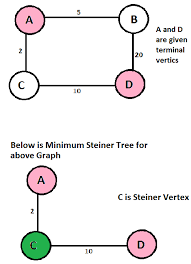 5
A
B
A and D
are given
terminal
vertics
2
20
C
D
10
Below is Minimum Steiner Tree for
above Graph
A
C is Steiner Vertex
2
C
D
10